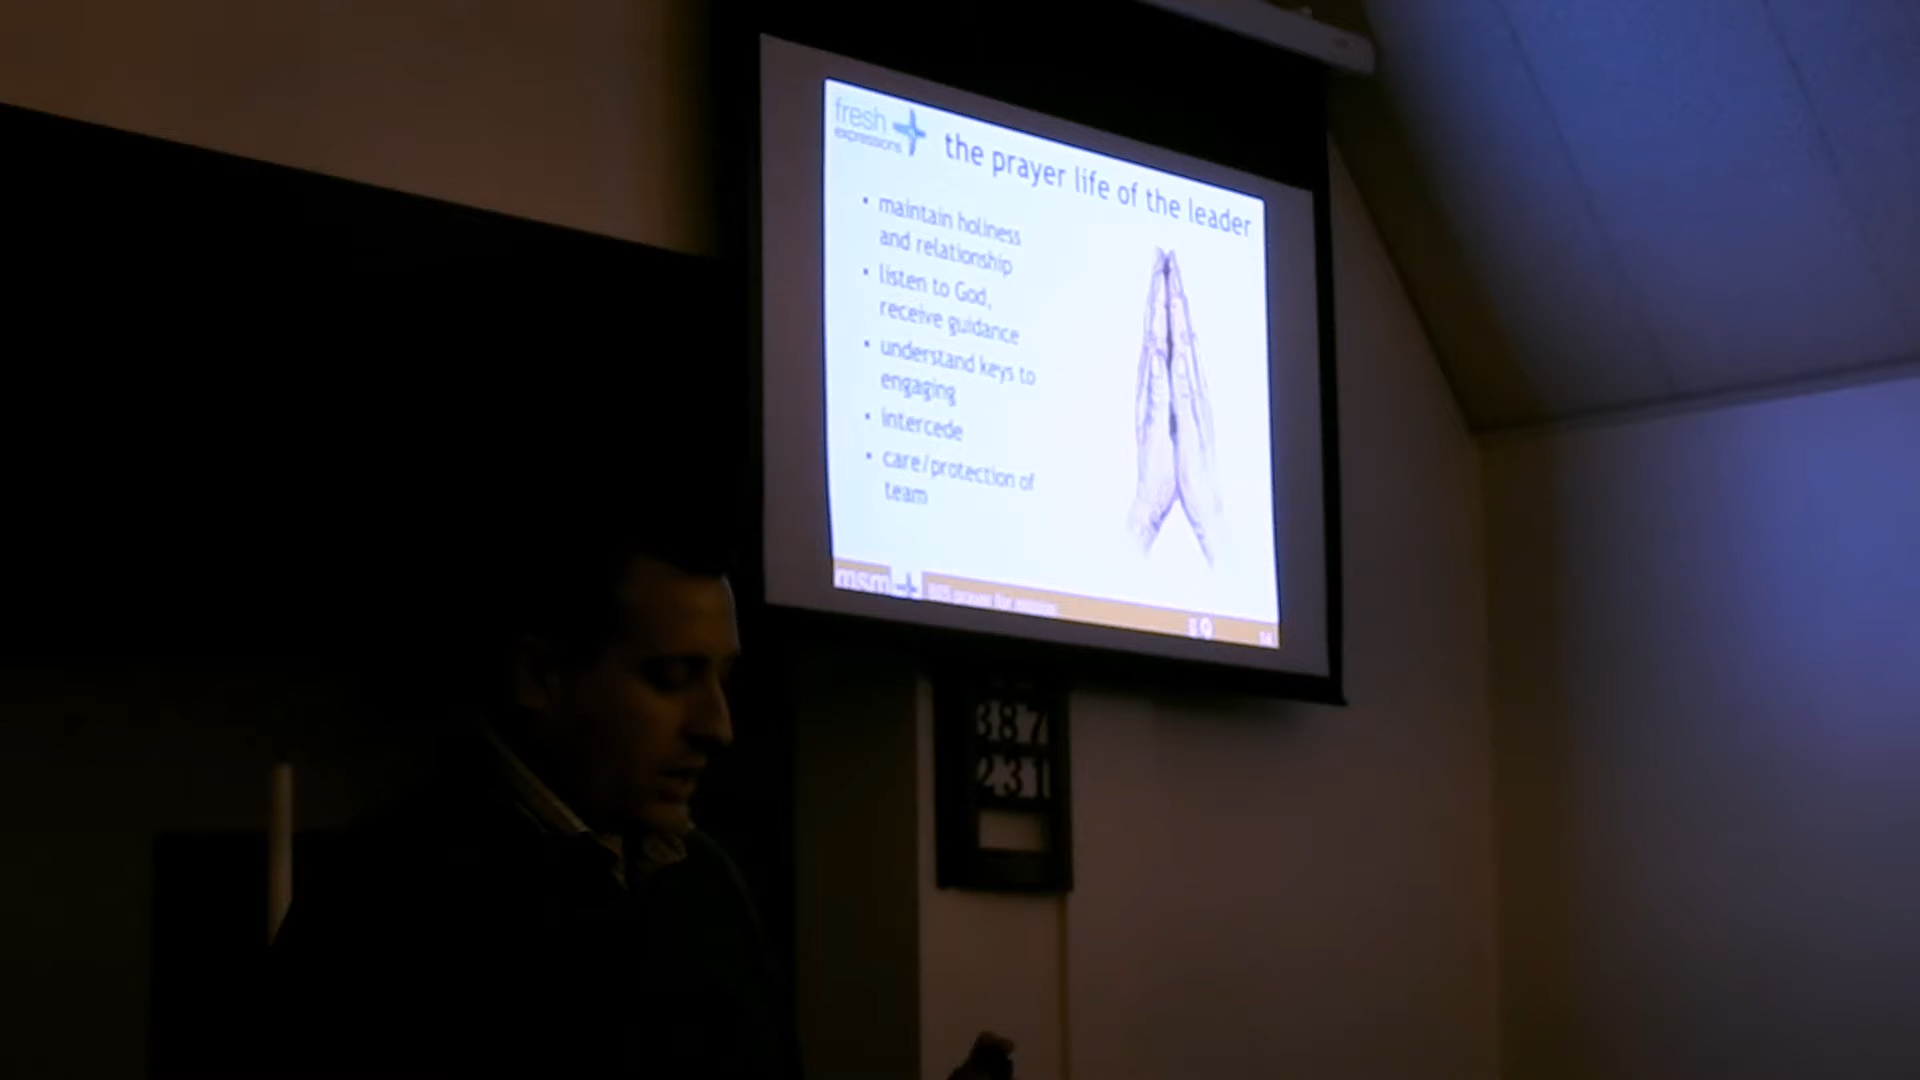 fresh
expressions
the prayer life of the leader
• maintain holiness
and relationship
• listen to God,
receive guidance
• understand keys to
engaging
• intercede
• care/protection of
team
msm
387
231